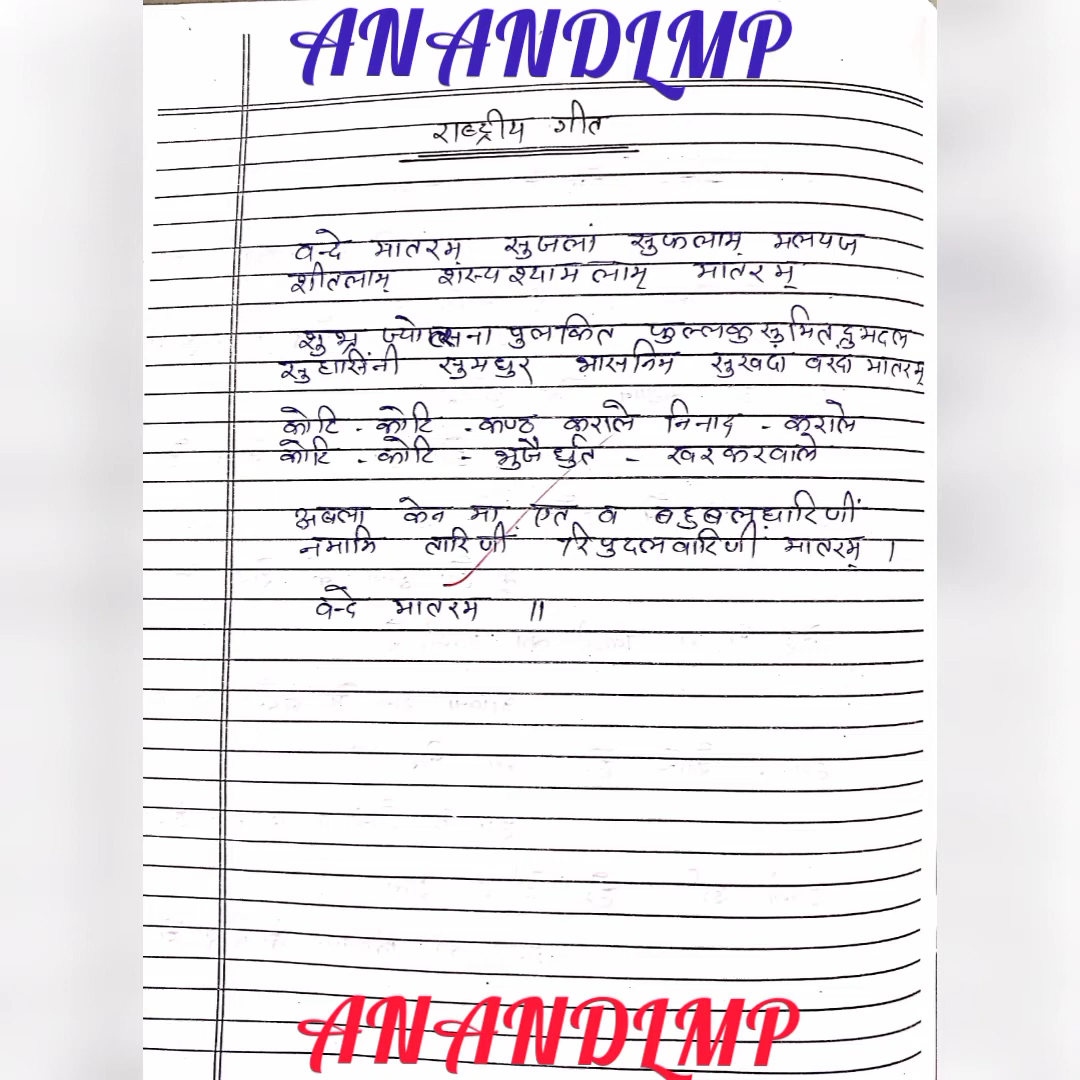 ANANDLMP
राष्ट्रीय गीत
वन्दे मातरम् सुजलां सुफलाम् मलयज
शीतलाम् शस्य श्यामलाम् मातरम्
शुभ्र ज्योत्सना पुलकित फुल्लकुसुमित द्रुमदल
सुहासिनी सुमधुर भासनिम सुखदा वरदा मातरम्
कोटि - कोटि - कण्ठ कराले निनाद - कराले
कोटि - कोटि - भुजैर्धुत - खरकरवाले
अबला केन मा एत व बहुबलधारिणीं
नमामि तारिणीं रिपुदलवारिणीं मातरम् ।
वन्दे मातरम ॥
ANANDLMP